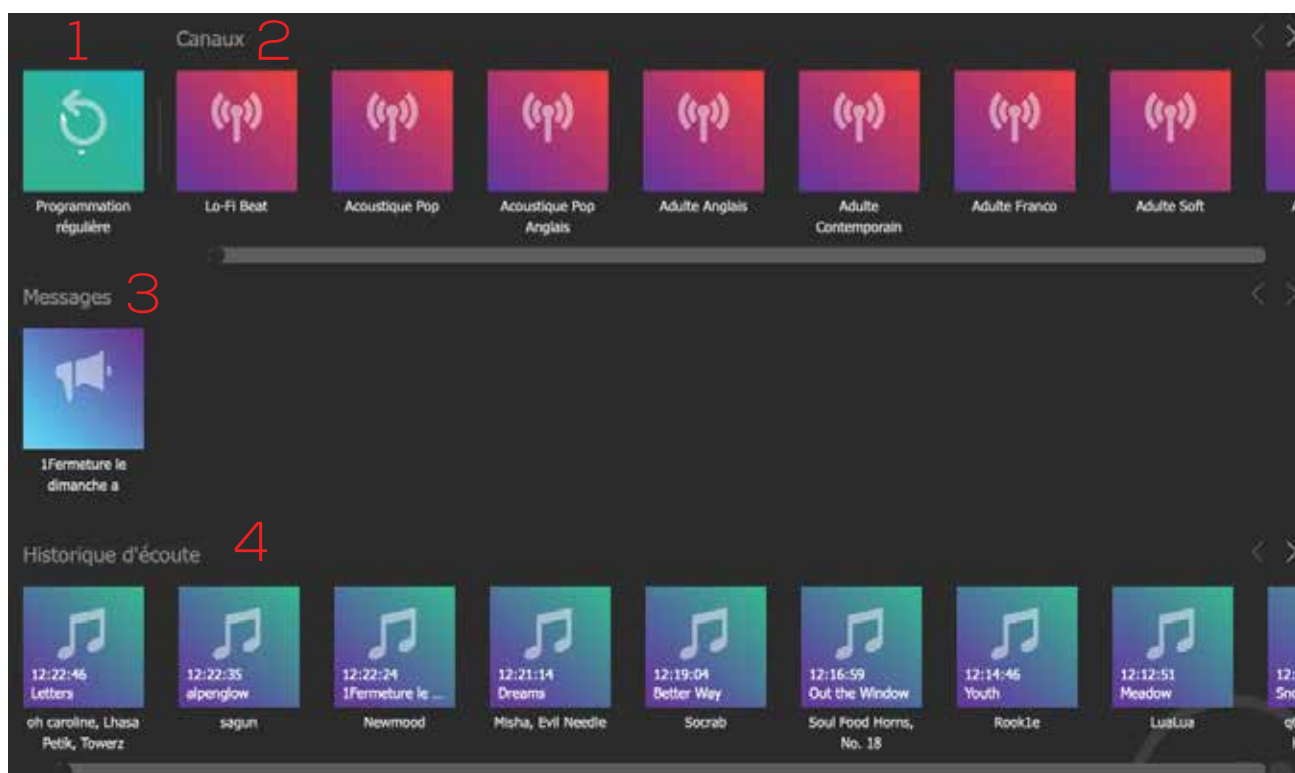 1
Canaux 2
Programmation
régulière
Lo-Fi Beat
Acoustique Pop
Acoustique Pop
Anglais
Adulte Anglais
Adulte
Contemporain
Adulte Franco
Adulte Soft
Messages 3
1Fermeture le
dimanche a
Historique d'écoute 4
12:22:46
Letters
oh caroline, Lhasa
Petik, Towerz
12:22:35
alpenglow
sagun
12:22:24
1Fermeture le ...
Newmood
12:21:14
Dreams
Misha, Evil Needle
12:19:04
Better Way
Socrab
12:16:59
Out the Window
Soul Food Horns,
No. 18
12:14:46
Youth
Rook1e
12:12:51
Meadow
LuaLua
12: